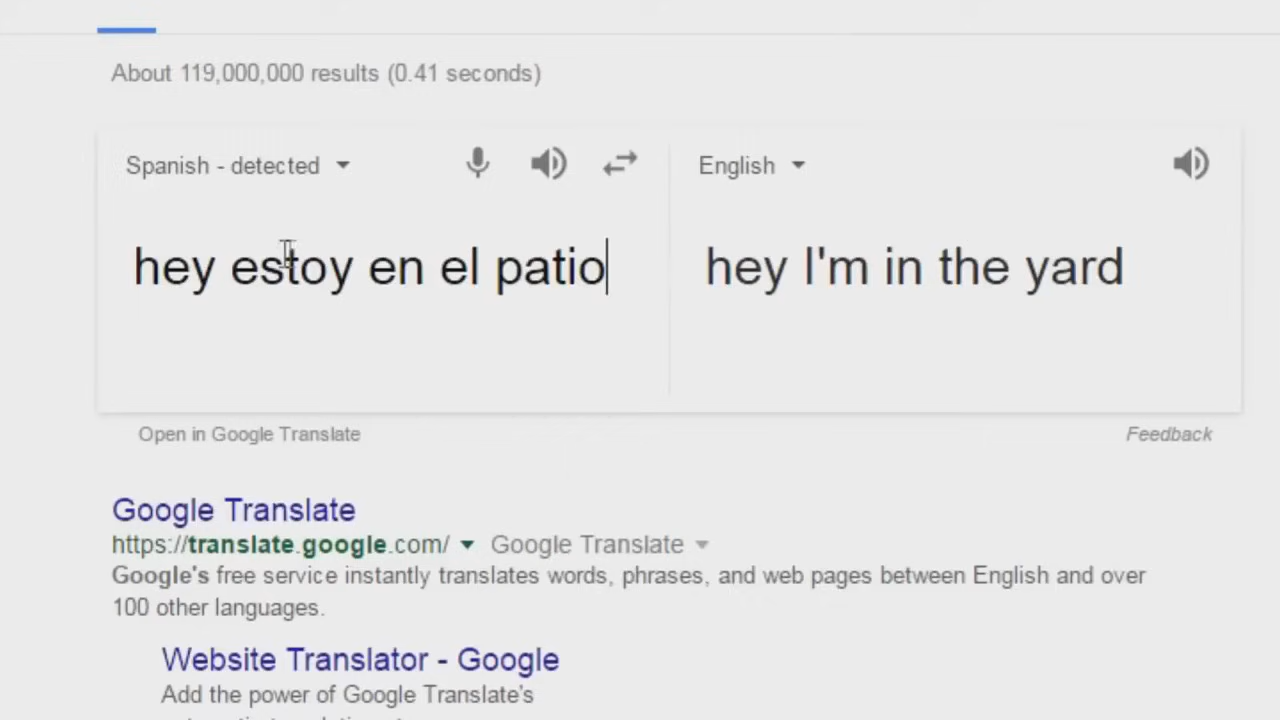 About 119,000,000 results (0.41 seconds)
Spanish - detected
English
hey estoy en el patio
hey I'm in the yard
Open in Google Translate
Feedback
Google Translate
https://translate.google.com/ Google Translate
Google's free service instantly translates words, phrases, and web pages between English and over
100 other languages.
Website Translator - Google
Add the power of Google Translate's